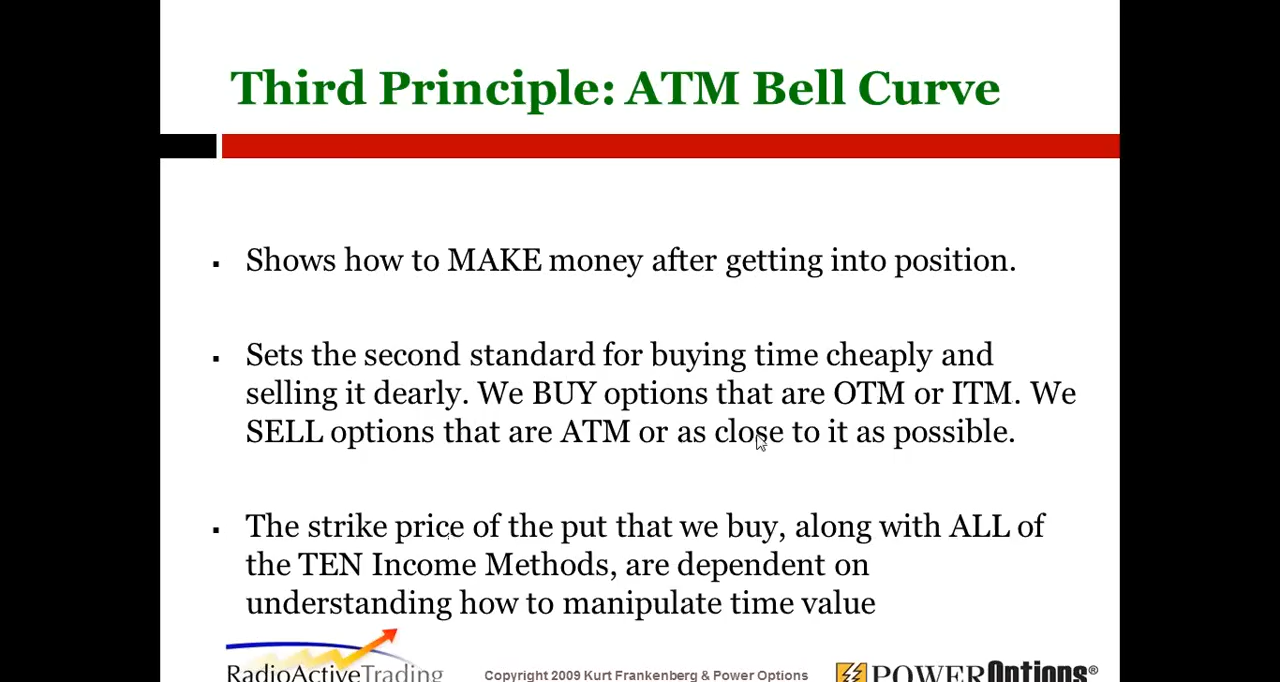 Third Principle: ATM Bell Curve
▪ Shows how to MAKE money after getting into position.
▪ Sets the second standard for buying time cheaply and
selling it dearly. We BUY options that are OTM or ITM. We
SELL options that are ATM or as close to it as possible.
▪ The strike price of the put that we buy, along with ALL of
the TEN Income Methods, are dependent on
understanding how to manipulate time value
RadioActiveTrading
Copyright 2009 Kurt Frankenberg & Power Options
POWEROptions®